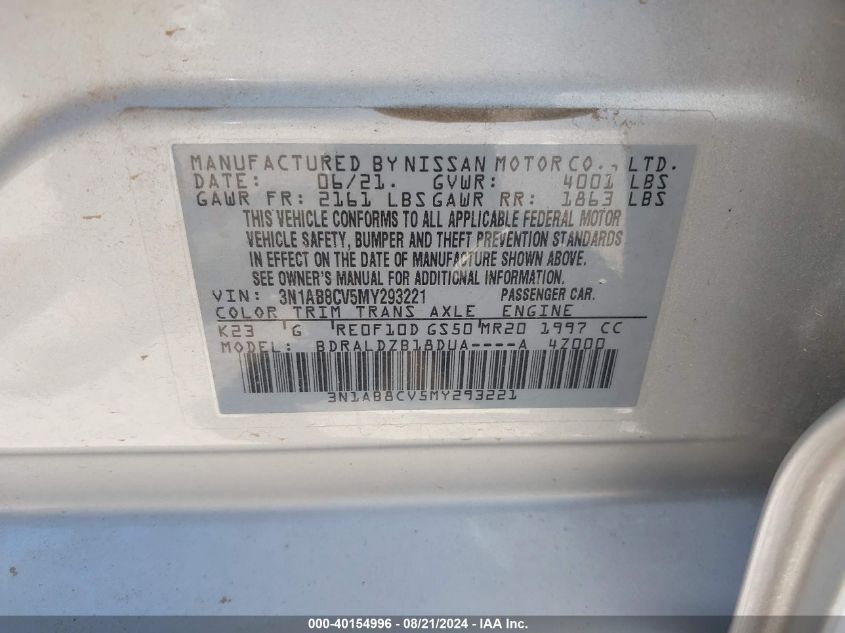 MANUFACTURED BY NISSAN MOTOR CO., LTD.
DATE: 06/21. GVWR: 4001 LBS
GAWR FR: 2161 LBS GAWR RR: 1863 LBS
THIS VEHICLE CONFORMS TO ALL APPLICABLE FEDERAL MOTOR
VEHICLE SAFETY, BUMPER AND THEFT PREVENTION STANDARDS
IN EFFECT ON THE DATE OF MANUFACTURE SHOWN ABOVE.
SEE OWNER'S MANUAL FOR ADDITIONAL INFORMATION.
VIN: 3N1AB8CV5MY293221 PASSENGER CAR.
COLOR TRIM TRANS AXLE ENGINE
K23 G RE0F10D GS50 MR20 1997 CC
MODEL: BDRALDZB18DUA----A 4Z000
3N1AB8CV5MY293221
000-40154996 - 08/21/2024 - IAA Inc.